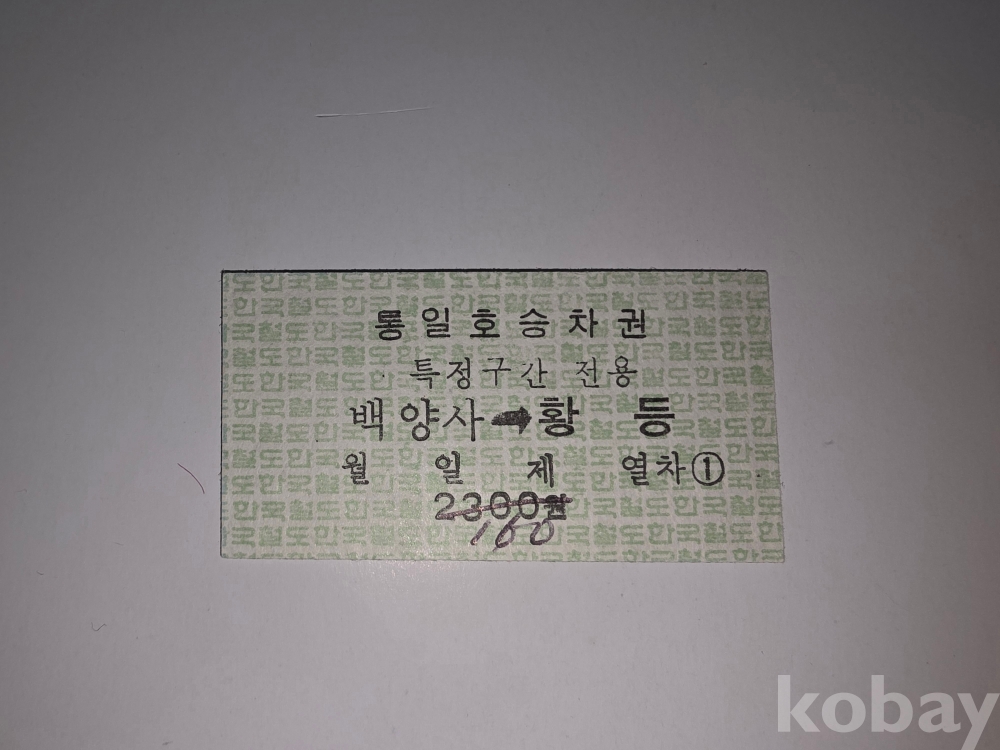 통일호승차권
특정구간 전용
백양사➡황 등
월 일 제 열차①
2300원
160
kobay